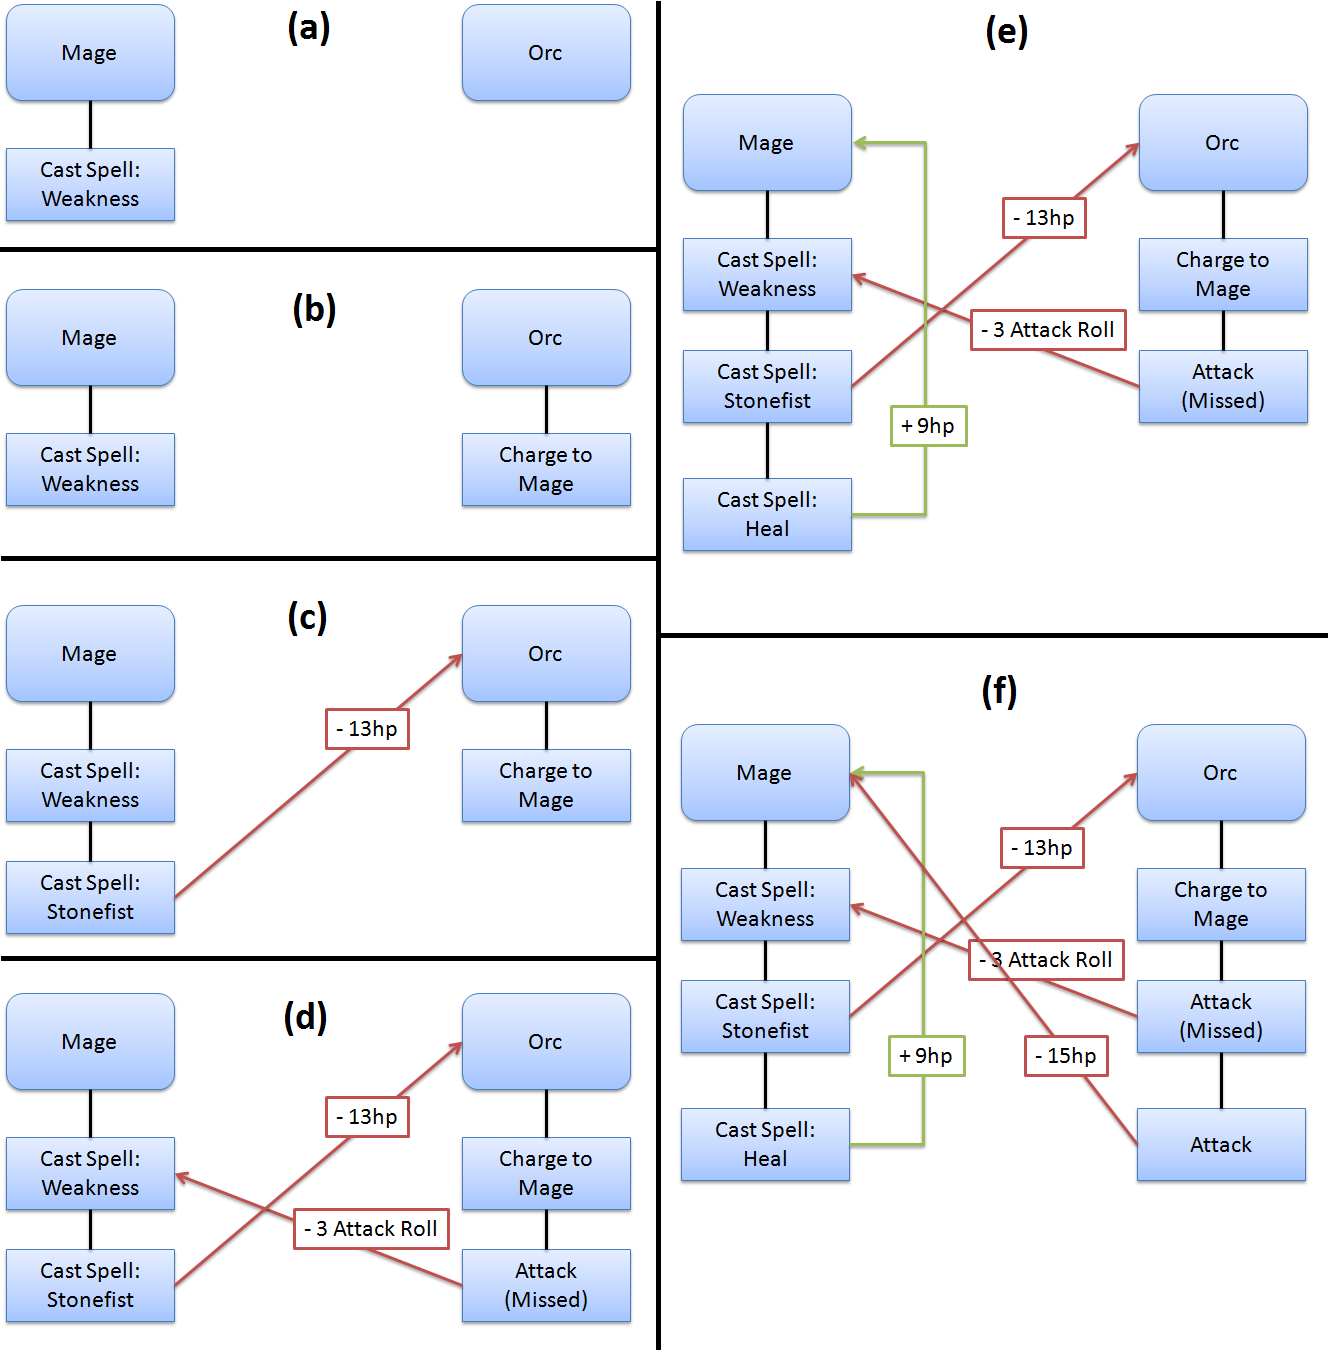 (a)
Mage
Orc
Cast Spell:
Weakness
(b)
Mage
Orc
Cast Spell:
Weakness
Charge to
Mage
(c)
Mage
Orc
- 13hp
Cast Spell:
Weakness
Charge to
Mage
Cast Spell:
Stonefist
(d)
Mage
Orc
- 13hp
Cast Spell:
Weakness
Charge to
Mage
- 3 Attack Roll
Cast Spell:
Stonefist
Attack
(Missed)
(e)
Mage
Orc
- 13hp
Cast Spell:
Weakness
Charge to
Mage
- 3 Attack Roll
Cast Spell:
Stonefist
Attack
(Missed)
+ 9hp
Cast Spell:
Heal
(f)
Mage
Orc
- 13hp
Cast Spell:
Weakness
Charge to
Mage
- 3 Attack Roll
Cast Spell:
Stonefist
Attack
(Missed)
+ 9hp
- 15hp
Cast Spell:
Heal
Attack